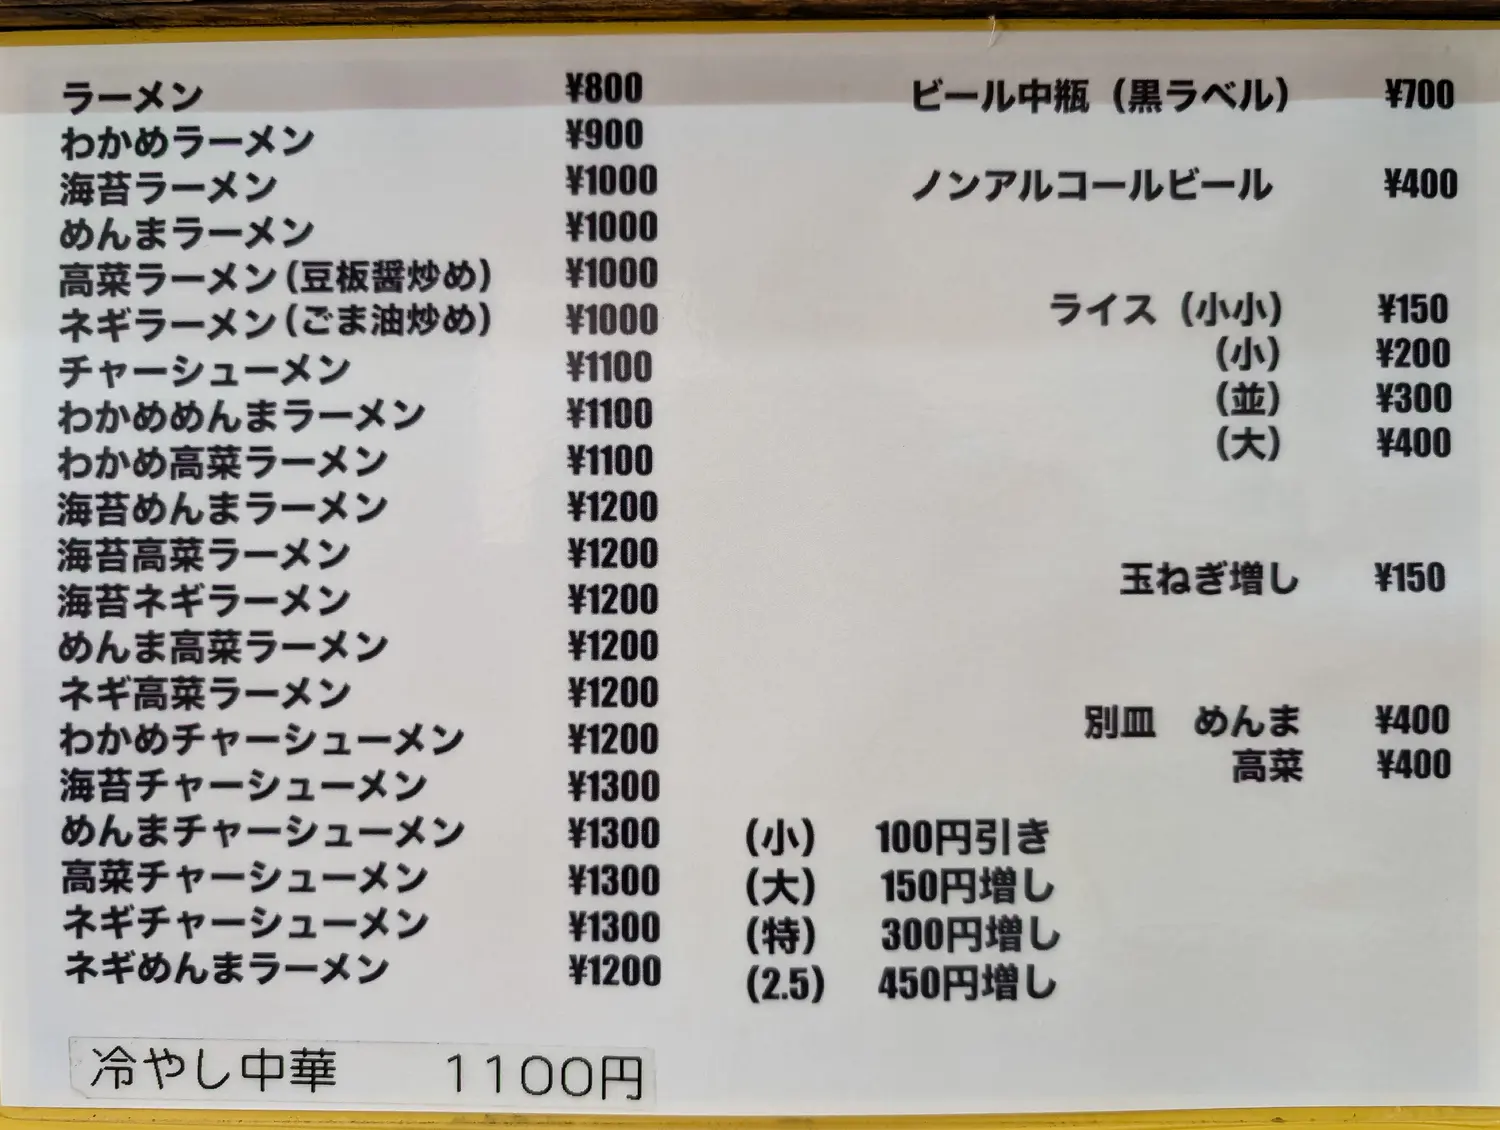 ラーメン ¥800
わかめラーメン ¥900
海苔ラーメン ¥1000
めんまラーメン ¥1000
高菜ラーメン(豆板醤炒め) ¥1000
ネギラーメン(ごま油炒め) ¥1000
チャーシューメン ¥1100
わかめめんまラーメン ¥1100
わかめ高菜ラーメン ¥1100
海苔めんまラーメン ¥1200
海苔高菜ラーメン ¥1200
海苔ネギラーメン ¥1200
めんま高菜ラーメン ¥1200
ネギ高菜ラーメン ¥1200
わかめチャーシューメン ¥1200
海苔チャーシューメン ¥1300
めんまチャーシューメン ¥1300
高菜チャーシューメン ¥1300
ネギチャーシューメン ¥1300
ネギめんまラーメン ¥1200
冷やし中華 1100円
(小) 100円引き
(大) 150円増し
(特) 300円増し
(2.5) 450円増し
ビール中瓶（黒ラベル） ¥700
ノンアルコールビール ¥400
ライス（小小） ¥150
（小） ¥200
（並） ¥300
（大） ¥400
玉ねぎ増し ¥150
別皿 めんま ¥400
高菜 ¥400